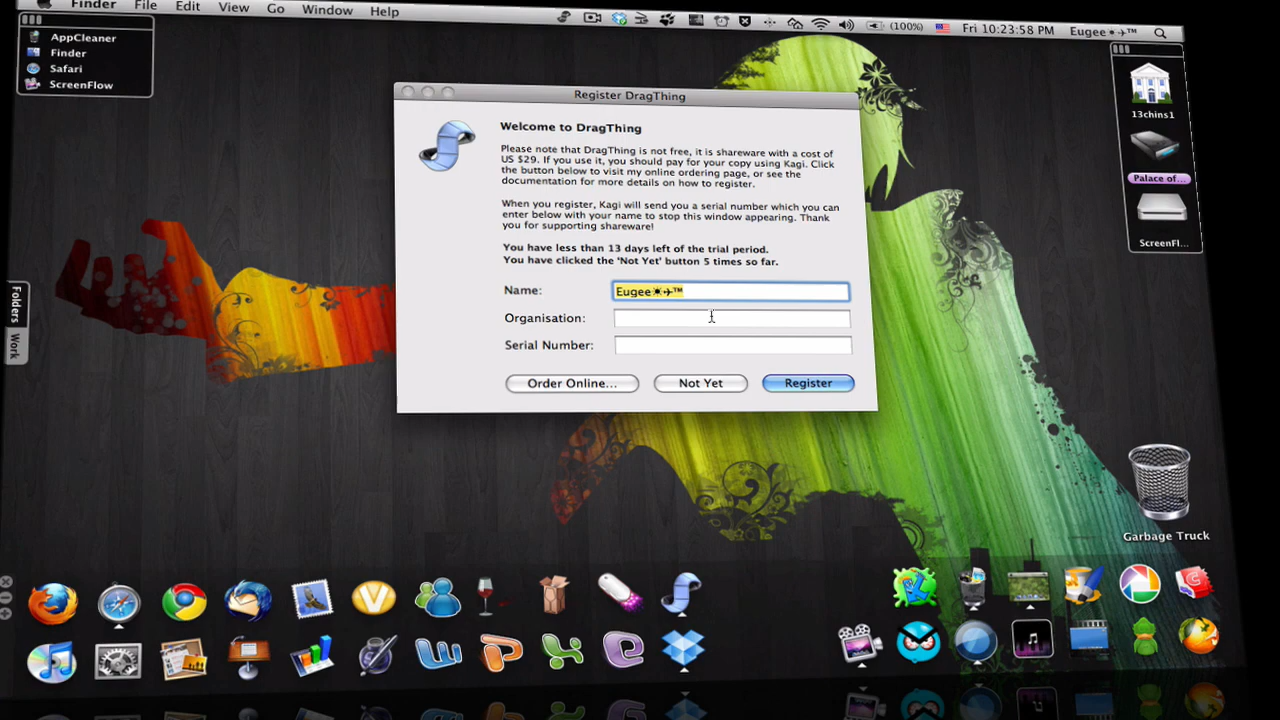 Finder File Edit View Go Window Help
(100%) Fri 10:23:58 PM Eugee☀✈™
AppCleaner
Finder
Safari
ScreenFlow
13chins1
Palace of...
ScreenFl...
Folders
Work
Register DragThing
Welcome to DragThing
Please note that DragThing is not free, it is shareware with a cost of
US $29. If you use it, you should pay for your copy using Kagi. Click
the button below to visit my online ordering page, or see the
documentation for more details on how to register.
When you register, Kagi will send you a serial number which you can
enter below with your name to stop this window appearing. Thank
you for supporting shareware!
You have less than 13 days left of the trial period.
You have clicked the 'Not Yet' button 5 times so far.
Name: Eugee☀✈™
Organisation:
Serial Number:
Order Online... Not Yet Register
Garbage Truck